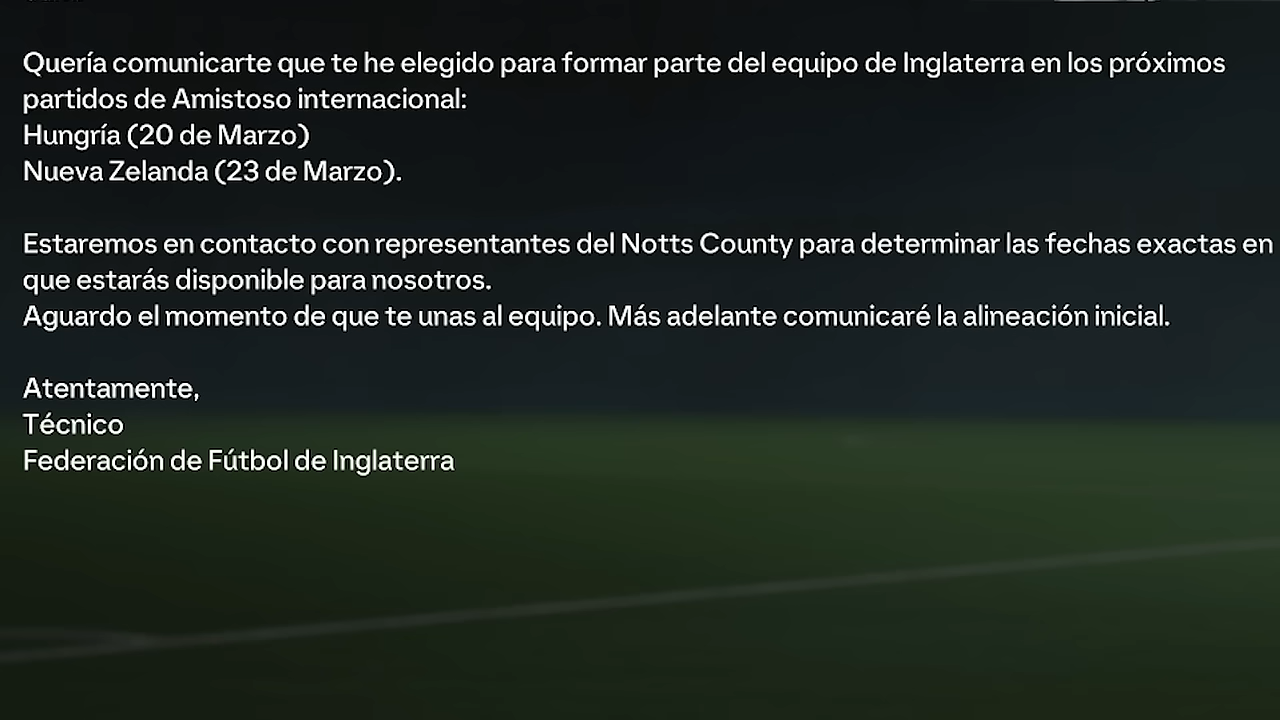 Quería comunicarte que te he elegido para formar parte del equipo de Inglaterra en los próximos
partidos de Amistoso internacional:
Hungría (20 de Marzo)
Nueva Zelanda (23 de Marzo).
Estaremos en contacto con representantes del Notts County para determinar las fechas exactas en
que estarás disponible para nosotros.
Aguardo el momento de que te unas al equipo. Más adelante comunicaré la alineación inicial.
Atentamente,
Técnico
Federación de Fútbol de Inglaterra